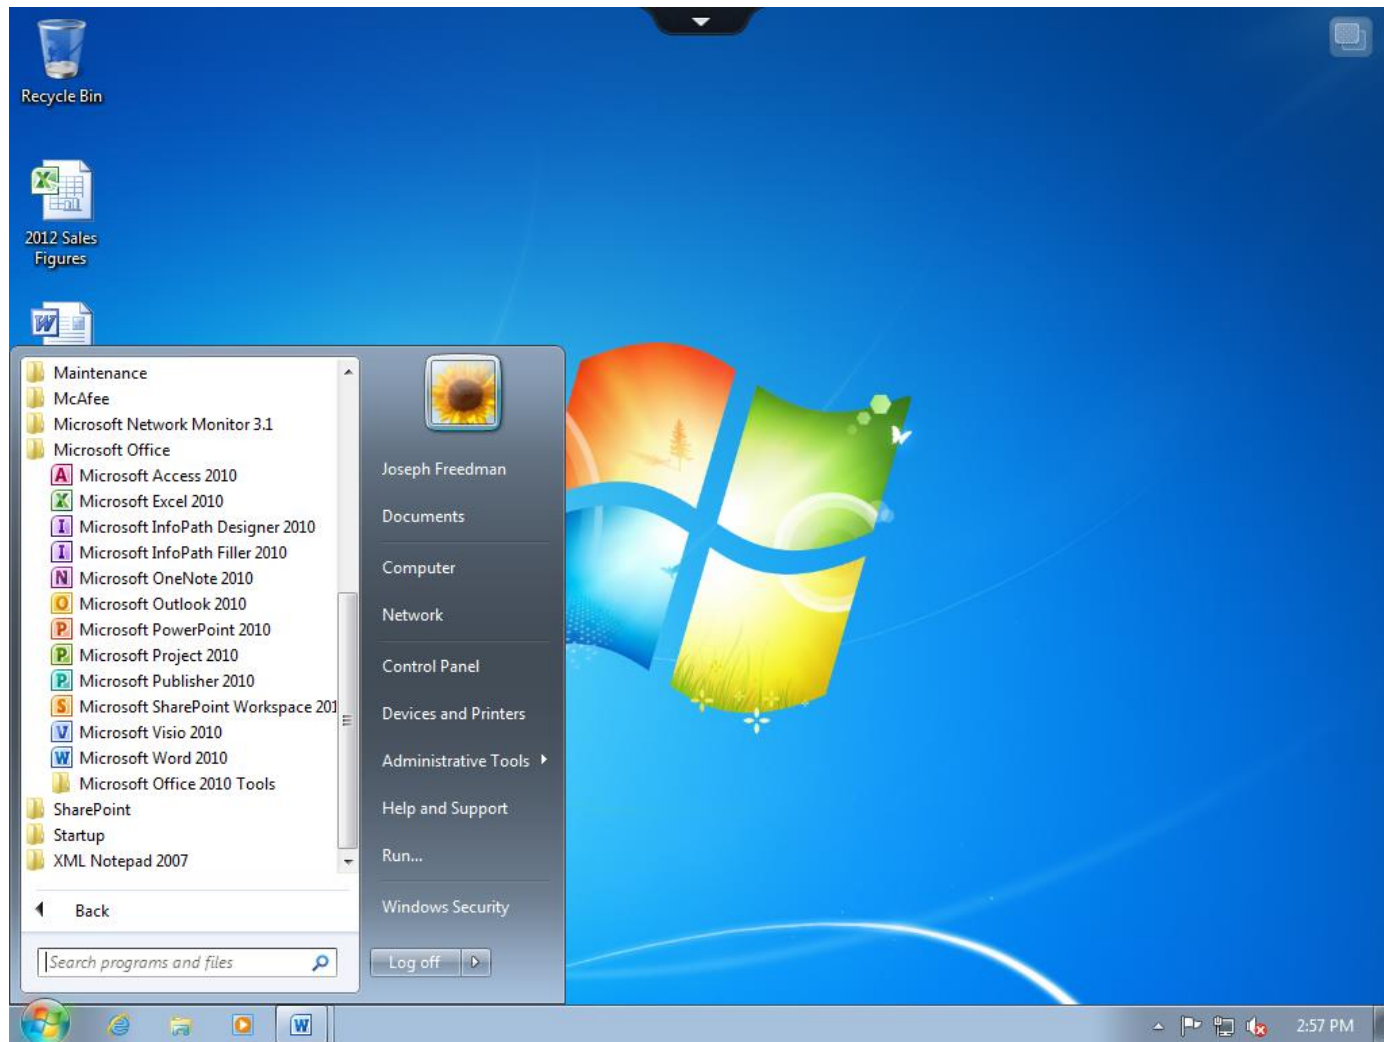 Recycle Bin
2012 Sales
Figures
Maintenance
McAfee
Microsoft Network Monitor 3.1
Microsoft Office
Microsoft Access 2010
Microsoft Excel 2010
Microsoft InfoPath Designer 2010
Microsoft InfoPath Filler 2010
Microsoft OneNote 2010
Microsoft Outlook 2010
Microsoft PowerPoint 2010
Microsoft Project 2010
Microsoft Publisher 2010
Microsoft SharePoint Workspace 201
Microsoft Visio 2010
Microsoft Word 2010
Microsoft Office 2010 Tools
SharePoint
Startup
XML Notepad 2007
Back
Search programs and files
Joseph Freedman
Documents
Computer
Network
Control Panel
Devices and Printers
Administrative Tools
Help and Support
Run...
Windows Security
Log off
2:57 PM